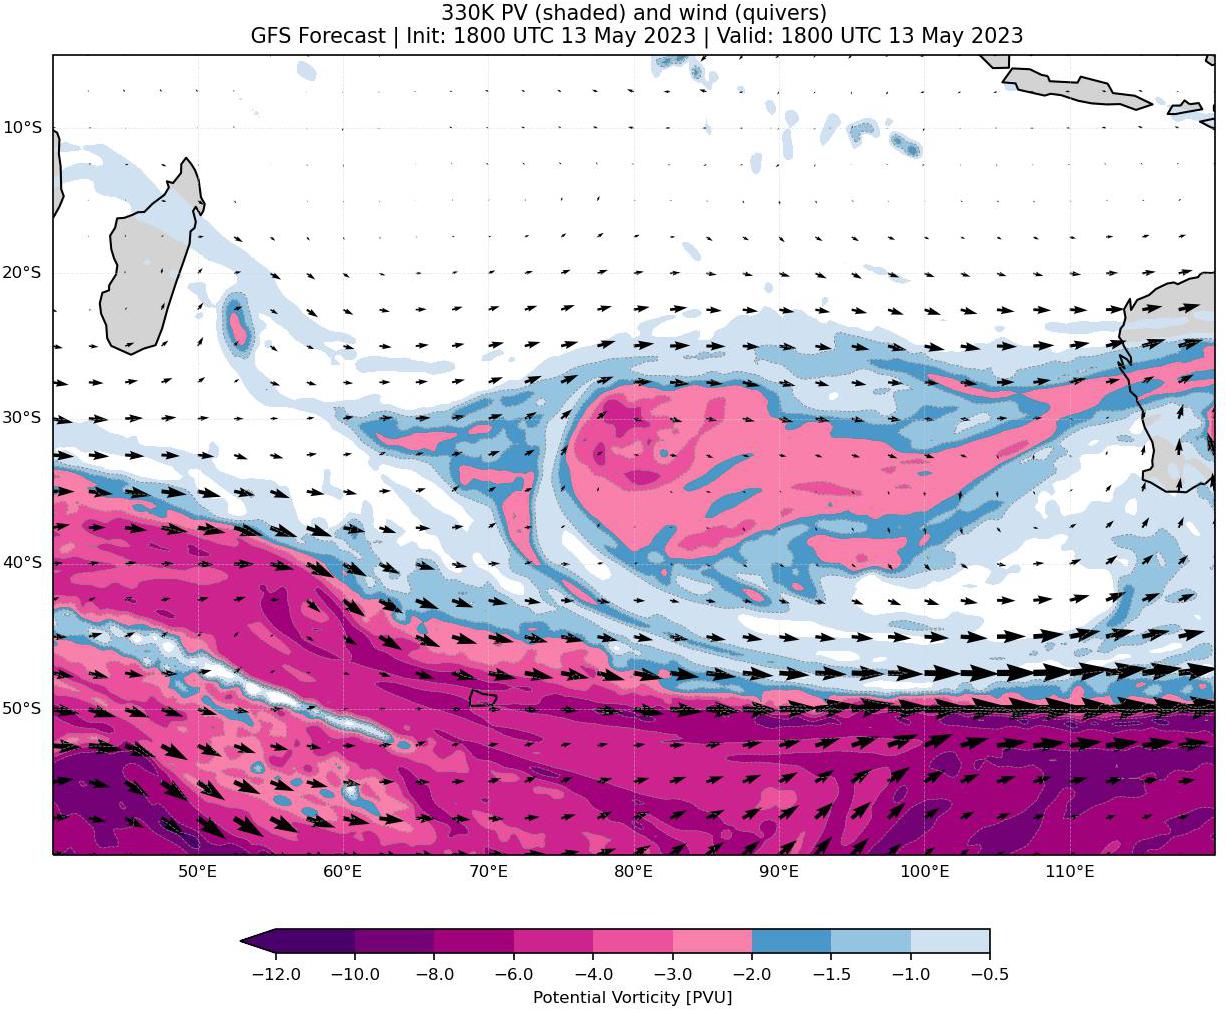 330K PV (shaded) and wind (quivers)
GFS Forecast | Init: 1800 UTC 13 May 2023 | Valid: 1800 UTC 13 May 2023
10°S
20°S
30°S
40°S
50°S
50°E 60°E 70°E 80°E 90°E 100°E 110°E
−12.0 −10.0 −8.0 −6.0 −4.0 −3.0 −2.0 −1.5 −1.0 −0.5
Potential Vorticity [PVU]